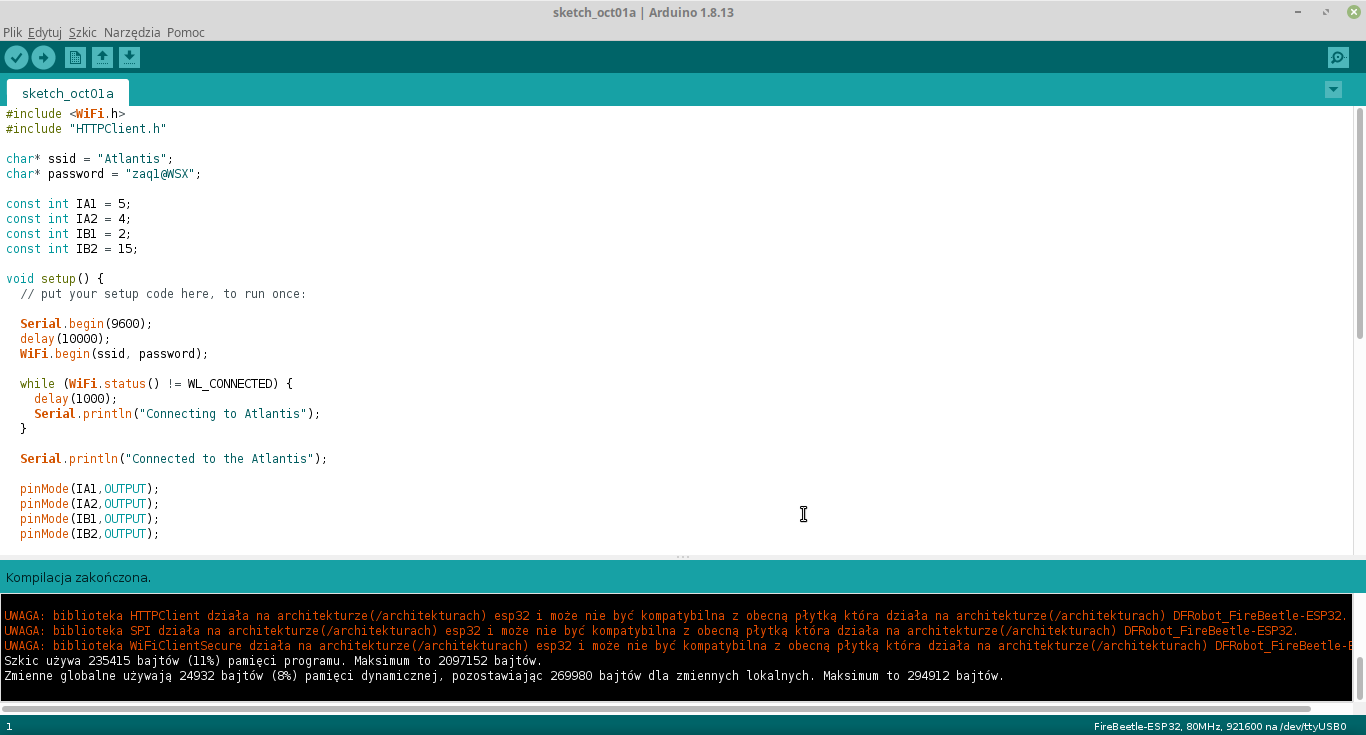 sketch_oct01a | Arduino 1.8.13
Plik Edytuj Szkic Narzędzia Pomoc
sketch_oct01a
#include <WiFi.h>
#include "HTTPClient.h"
char* ssid = "Atlantis";
char* password = "zaq1@WSX";
const int IA1 = 5;
const int IA2 = 4;
const int IB1 = 2;
const int IB2 = 15;
void setup() {
// put your setup code here, to run once:
Serial.begin(9600);
delay(10000);
WiFi.begin(ssid, password);
while (WiFi.status() != WL_CONNECTED) {
delay(1000);
Serial.println("Connecting to Atlantis");
}
Serial.println("Connected to the Atlantis");
pinMode(IA1,OUTPUT);
pinMode(IA2,OUTPUT);
pinMode(IB1,OUTPUT);
pinMode(IB2,OUTPUT);
Kompilacja zakończona.
UWAGA: biblioteka HTTPClient działa na architekturze(/architekturach) esp32 i może nie być kompatybilna z obecną płytką która działa na architekturze(/architekturach) DFRobot_FireBeetle-ESP32.
UWAGA: biblioteka SPI działa na architekturze(/architekturach) esp32 i może nie być kompatybilna z obecną płytką która działa na architekturze(/architekturach) DFRobot_FireBeetle-ESP32.
UWAGA: biblioteka WiFiClientSecure działa na architekturze(/architekturach) esp32 i może nie być kompatybilna z obecną płytką która działa na architekturze(/architekturach) DFRobot_FireBeetle-E
Szkic używa 235415 bajtów (11%) pamięci programu. Maksimum to 2097152 bajtów.
Zmienne globalne używają 24932 bajtów (8%) pamięci dynamicznej, pozostawiając 269980 bajtów dla zmiennych lokalnych. Maksimum to 294912 bajtów.
1 FireBeetle-ESP32, 80MHz, 921600 na /dev/ttyUSB0